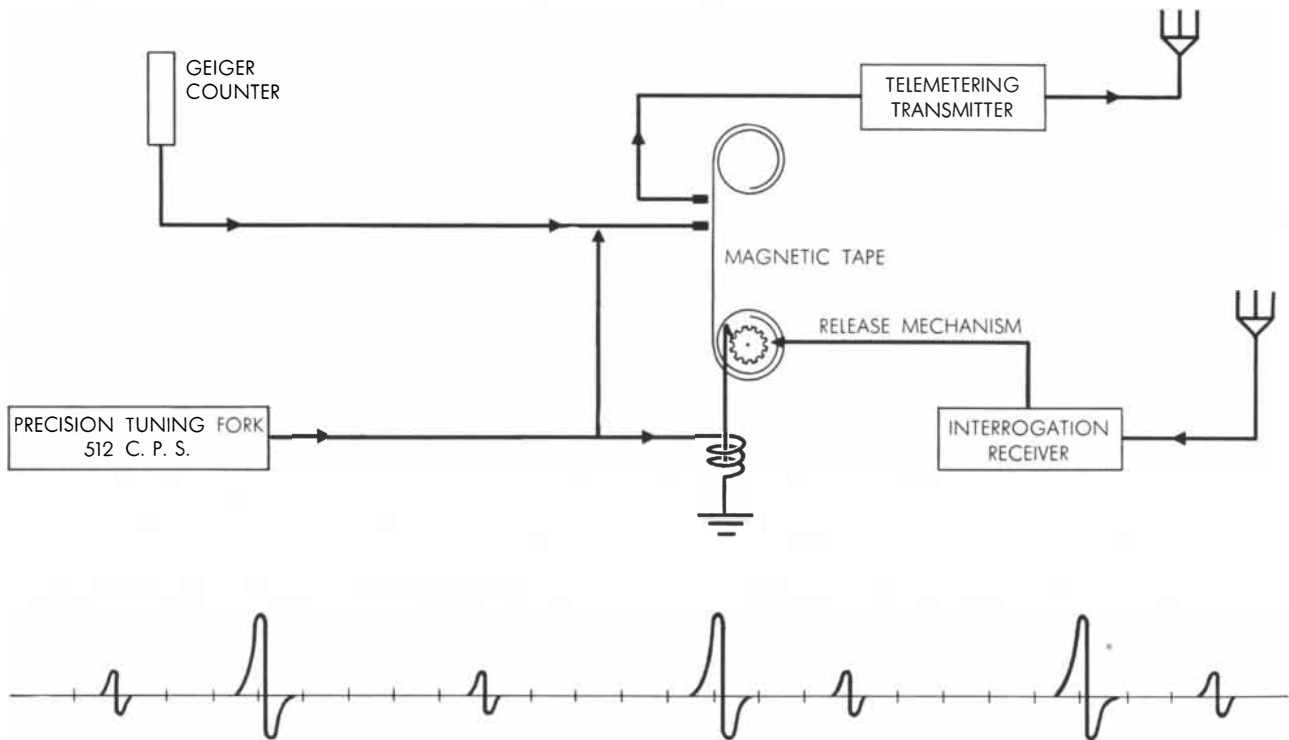 GEIGER
COUNTER
TELEMETERING
TRANSMITTER
MAGNETIC TAPE
RELEASE MECHANISM
PRECISION TUNING FORK
512 C. P. S.
INTERROGATION
RECEIVER